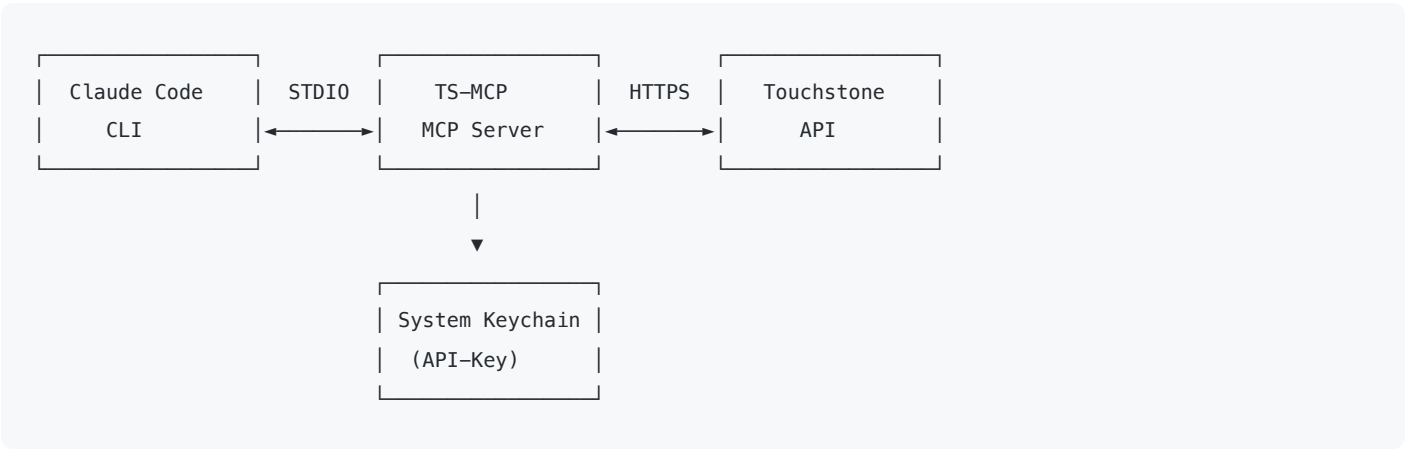 Claude Code STDIO TS-MCP HTTPS Touchstone
CLI MCP Server API
System Keychain
(API-Key)